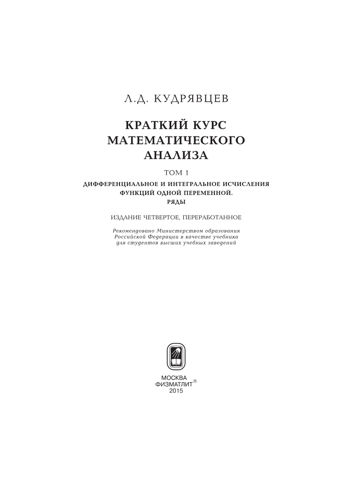 Л.Д. КУДРЯВЦЕВ
КРАТКИЙ КУРС
МАТЕМАТИЧЕСКОГО
АНАЛИЗА
ТОМ 1
ДИФФЕРЕНЦИАЛЬНОЕ И ИНТЕГРАЛЬНОЕ ИСЧИСЛЕНИЯ
ФУНКЦИЙ ОДНОЙ ПЕРЕМЕННОЙ.
РЯДЫ
ИЗДАНИЕ ЧЕТВЕРТОЕ, ПЕРЕРАБОТАННОЕ
Рекомендовано Министерством образования
Российской Федерации в качестве учебника
для студентов высших учебных заведений
МОСКВА
ФИЗМАТЛИТ®
2015